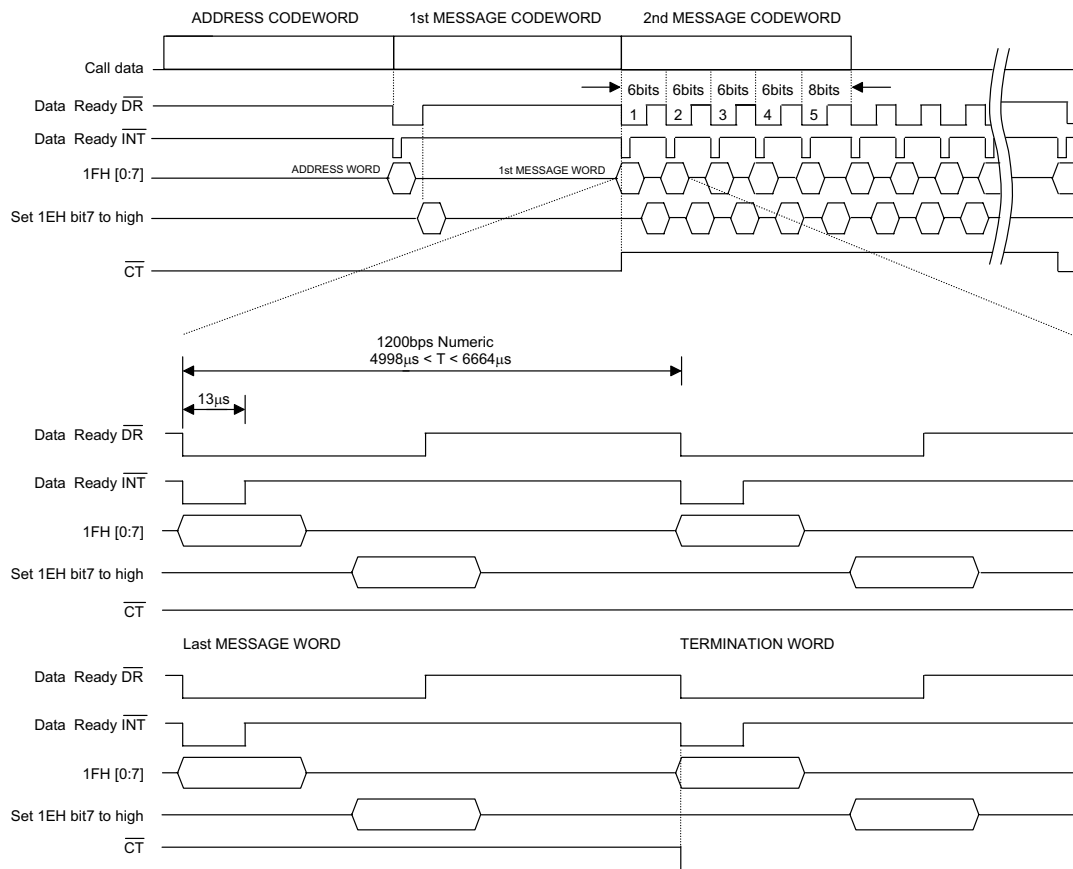 ADDRESS CODEWORD 1st MESSAGE CODEWORD 2nd MESSAGE CODEWORD
Call data
6bits 6bits 6bits 6bits 8bits
Data Ready DR
1 2 3 4 5
Data Ready INT
1FH [0:7]
ADDRESS WORD 1st MESSAGE WORD
Set 1EH bit7 to high
CT
1200bps Numeric
4998µs < T < 6664µs
13µs
Data Ready DR
Data Ready INT
1FH [0:7]
Set 1EH bit7 to high
CT
Last MESSAGE WORD TERMINATION WORD
Data Ready DR
Data Ready INT
1FH [0:7]
Set 1EH bit7 to high
CT